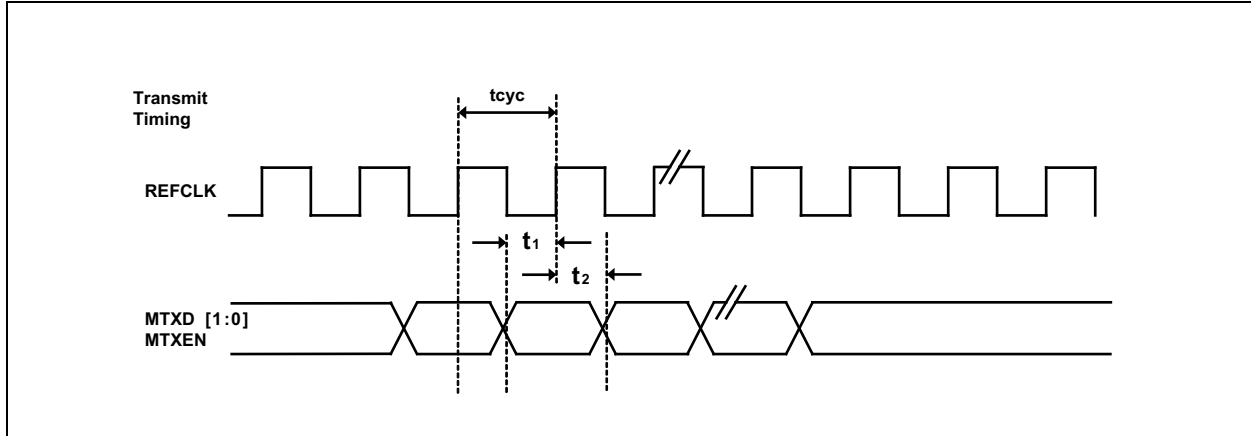 Transmit
Timing
tcyc
REFCLK
t1
t2
MTXD [1:0]
MTXEN